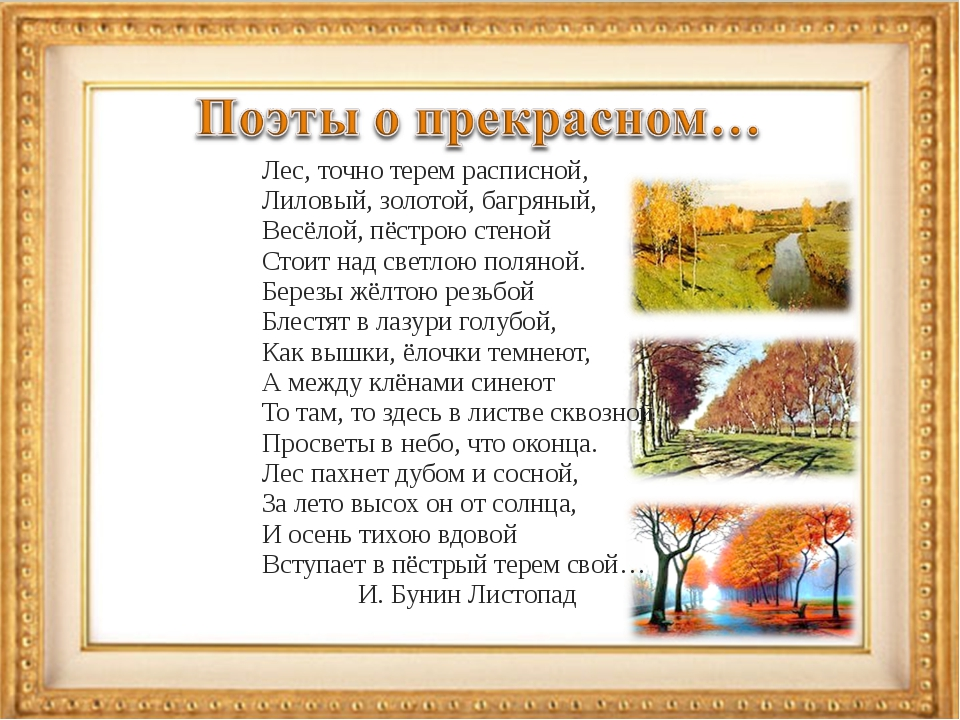 Поэты о прекрасном…
Лес, точно терем расписной,
Лиловый, золотой, багряный,
Весёлой, пёстрою стеной
Стоит над светлою поляной.
Березы жёлтою резьбой
Блестят в лазури голубой,
Как вышки, ёлочки темнеют,
А между клёнами синеют
То там, то здесь в листве сквозной
Просветы в небо, что оконца.
Лес пахнет дубом и сосной,
За лето высох он от солнца,
И осень тихою вдовой
Вступает в пёстрый терем свой…
И. Бунин Листопад